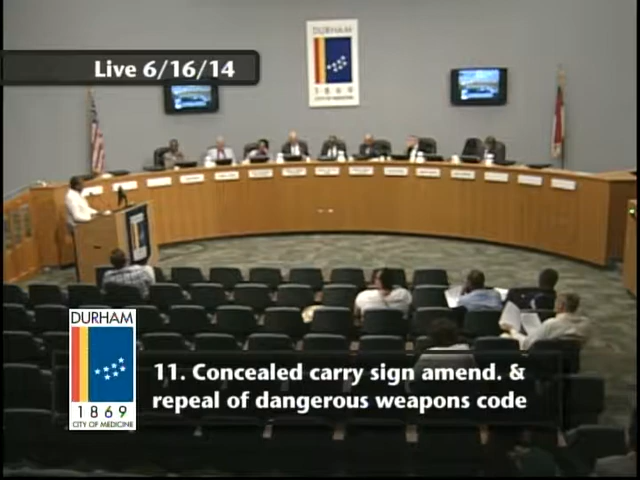 DURHAM
1869
CITY OF MEDICINE
Live 6/16/14
DURHAM
1869
CITY OF MEDICINE
11. Concealed carry sign amend. &
repeal of dangerous weapons code